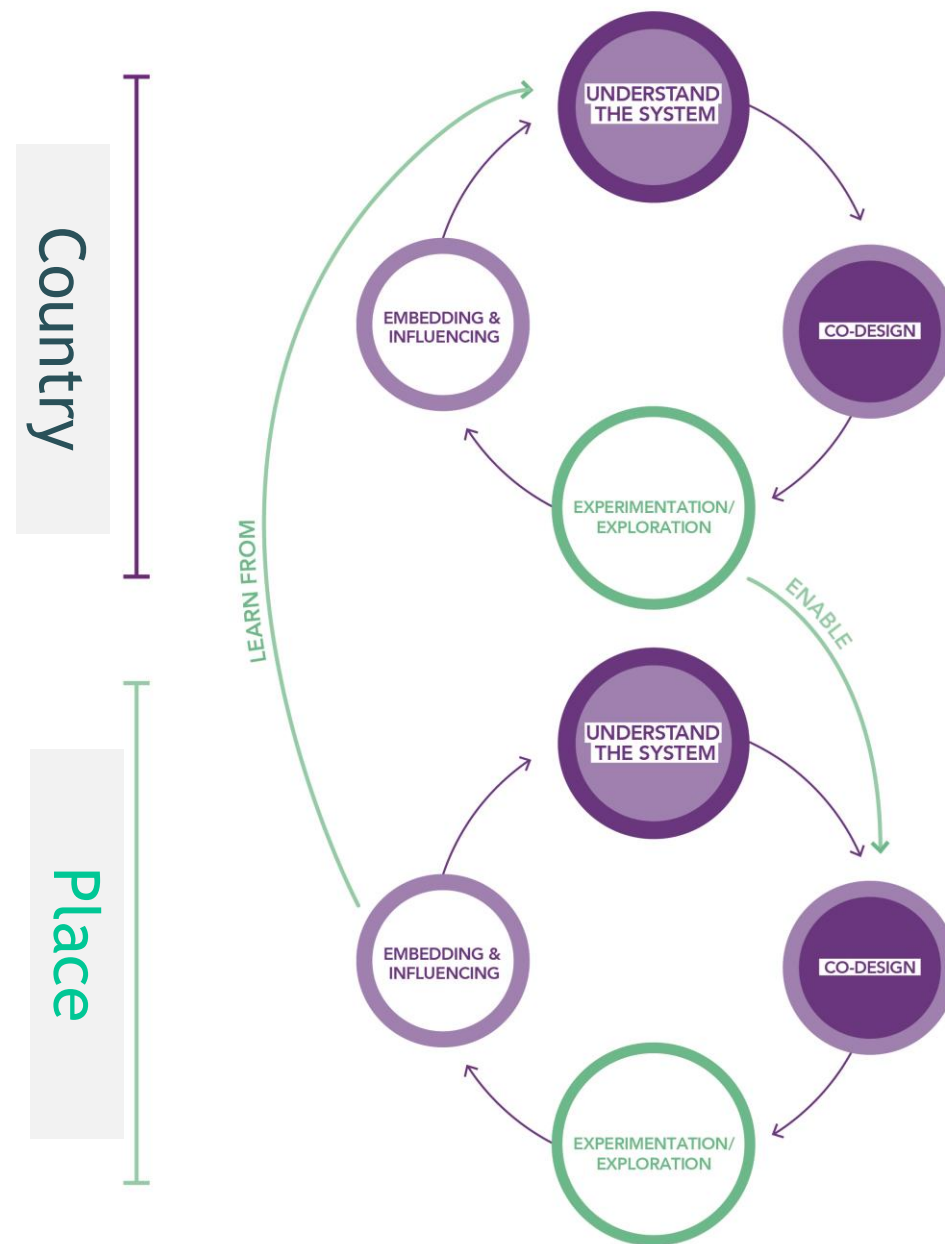 Country
UNDERSTAND
THE SYSTEM
EMBEDDING &
INFLUENCING
CO-DESIGN
EXPERIMENTATION/
EXPLORATION
LEARN FROM
ENABLE
Place
UNDERSTAND
THE SYSTEM
EMBEDDING &
INFLUENCING
CO-DESIGN
EXPERIMENTATION/
EXPLORATION